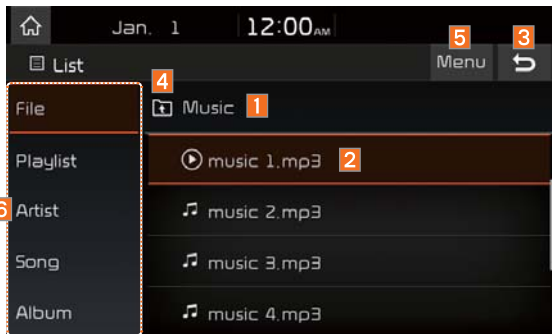 Jan. 1 12:00AM
5 3
List Menu
4
File Music 1
Playlist music 1.mp3 2
6 Artist music 2.mp3
Song music 3.mp3
Album music 4.mp3